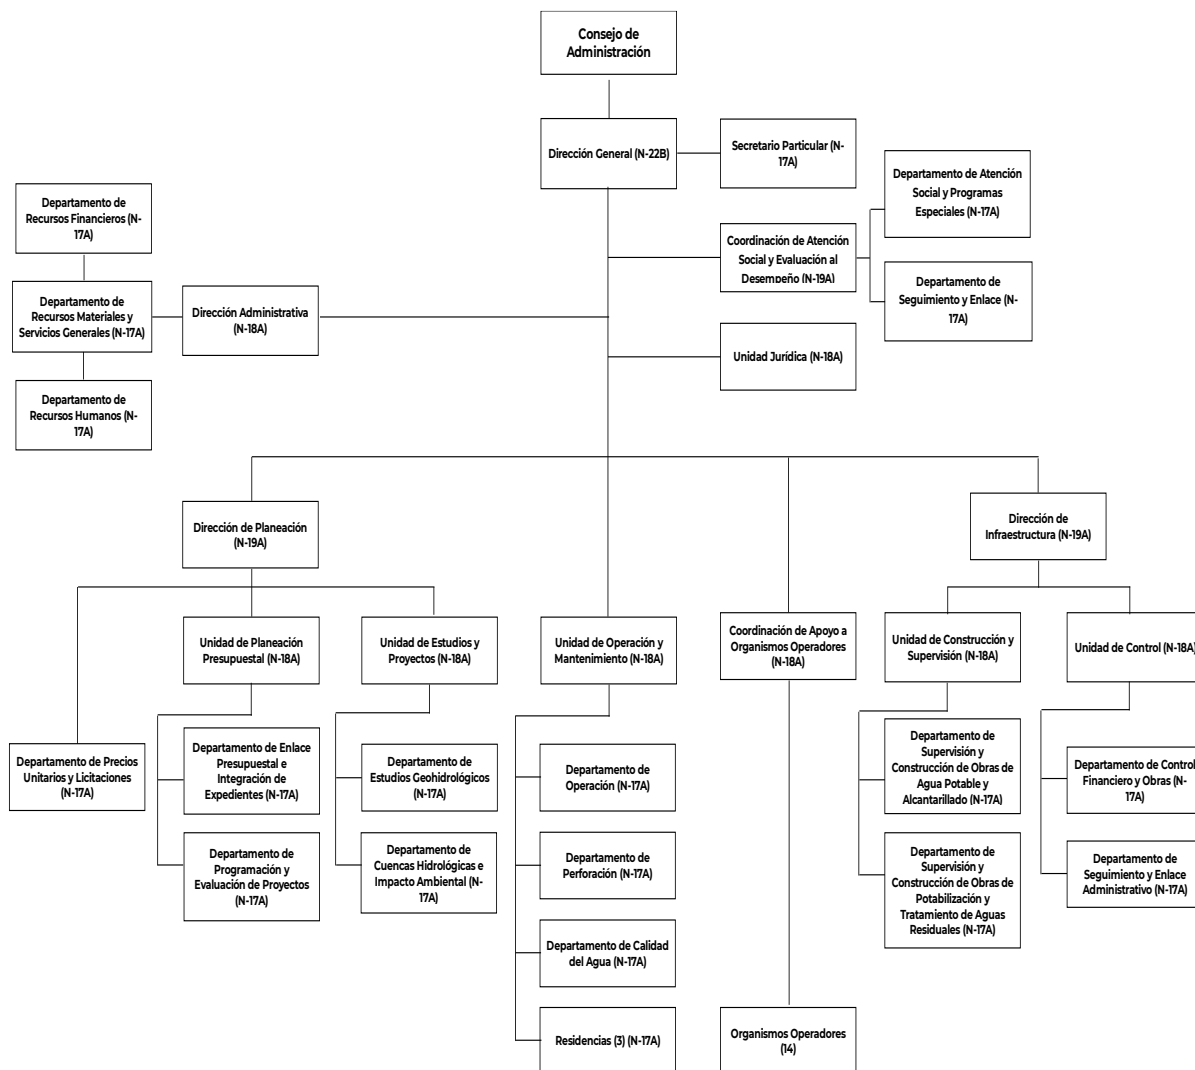 Consejo de
Administración
Dirección General (N-22B)
Secretario Particular (N-
17A)
Departamento de Atención
Social y Programas
Especiales (N-17A)
Departamento de
Recursos Financieros (N-
17A)
Coordinación de Atención
Social y Evaluación al
Desempeño (N-19A)
Departamento de
Seguimiento y Enlace (N-
17A)
Departamento de
Recursos Materiales y
Servicios Generales (N-17A)
Dirección Administrativa
(N-18A)
Unidad Jurídica (N-18A)
Departamento de
Recursos Humanos (N-
17A)
Dirección de Planeación
(N-19A)
Dirección de
Infraestructura (N-19A)
Unidad de Planeación
Presupuestal (N-18A)
Unidad de Estudios y
Proyectos (N-18A)
Unidad de Operación y
Mantenimiento (N-18A)
Coordinación de Apoyo a
Organismos Operadores
(N-18A)
Unidad de Construcción y
Supervisión (N-18A)
Unidad de Control (N-18A)
Departamento de Precios
Unitarios y Licitaciones
(N-17A)
Departamento de Enlace
Presupuestal e
Integración de
Expedientes (N-17A)
Departamento de
Estudios Geohidrológicos
(N-17A)
Departamento de
Operación (N-17A)
Departamento de
Supervisión y
Construcción de Obras de
Agua Potable y
Alcantarillado (N-17A)
Departamento de Control
Financiero y Obras (N-
17A)
Departamento de
Programación y
Evaluación de Proyectos
(N-17A)
Departamento de
Cuencas Hidrológicas e
Impacto Ambiental (N-
17A)
Departamento de
Perforación (N-17A)
Departamento de
Supervisión y
Construcción de Obras de
Potabilización y
Tratamiento de Aguas
Residuales (N-17A)
Departamento de
Seguimiento y Enlace
Administrativo (N-17A)
Departamento de Calidad
del Agua (N-17A)
Residencias (3) (N-17A)
Organismos Operadores
(14)